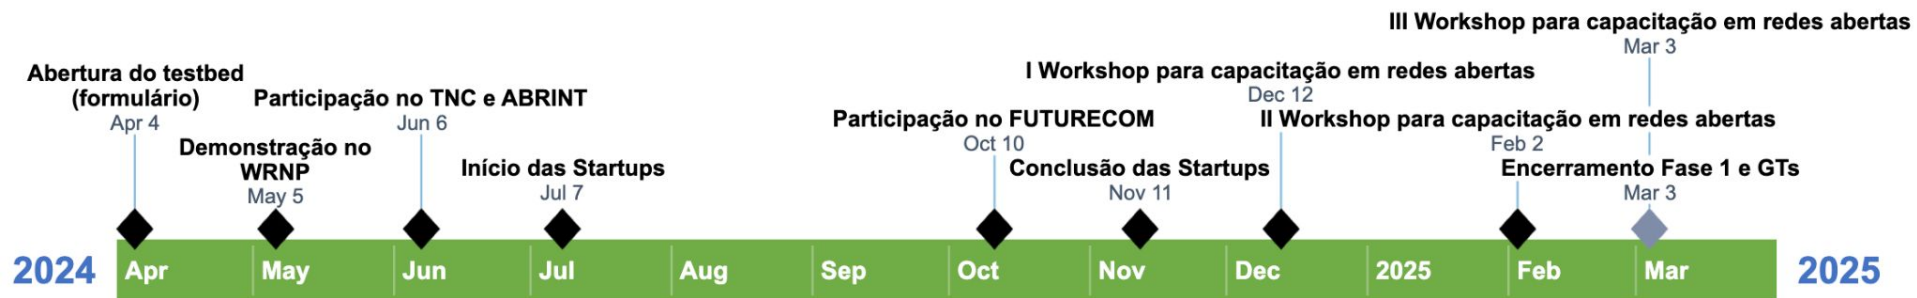 III Workshop para capacitação em redes abertas
Mar 3
Abertura do testbed
(formulário)
Apr 4
I Workshop para capacitação em redes abertas
Dec 12
Participação no TNC e ABRINT
Jun 6
Participação no FUTURECOM
Oct 10
II Workshop para capacitação em redes abertas
Feb 2
Demonstração no
WRNP
May 5
Início das Startups
Jul 7
Conclusão das Startups
Nov 11
Encerramento Fase 1 e GTs
Mar 3
2024
Apr
May
Jun
Jul
Aug
Sep
Oct
Nov
Dec
2025
Feb
Mar
2025